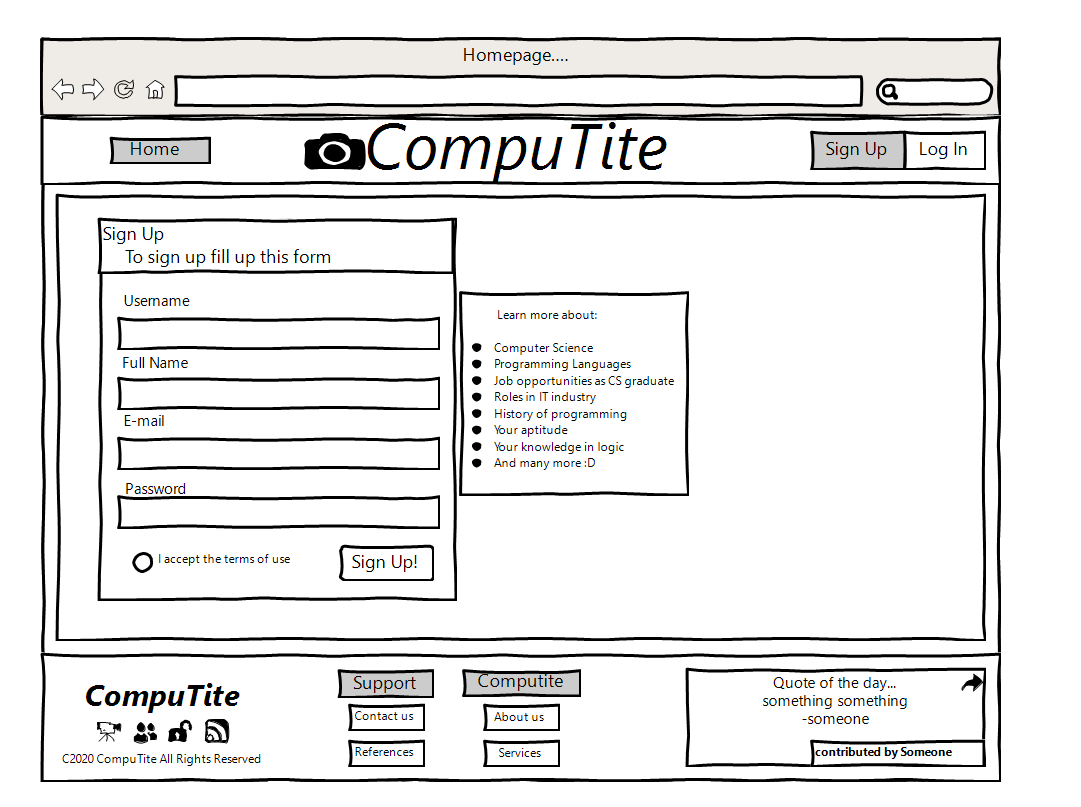 Homepage....
Home
CompuTite
Sign Up
Log In
Sign Up
To sign up fill up this form
Username
Full Name
E-mail
Password
I accept the terms of use
Sign Up!
Learn more about:
Computer Science
Programming Languages
Job opportunities as CS graduate
Roles in IT industry
History of programming
Your aptitude
Your knowledge in logic
And many more :D
CompuTite
C2020 CompuTite All Rights Reserved
Support
Contact us
References
Computite
About us
Services
Quote of the day...
something something
-someone
contributed by Someone